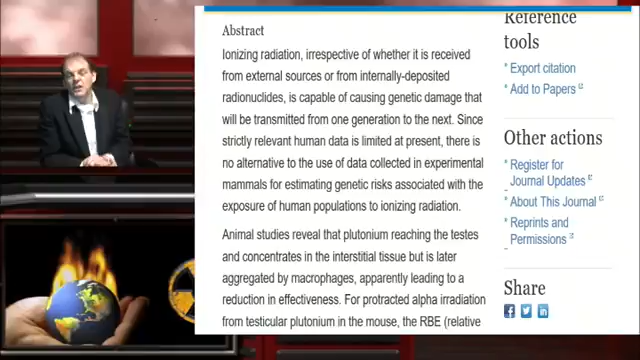 Abstract
Ionizing radiation, irrespective of whether it is received
from external sources or from internally-deposited
radionuclides, is capable of causing genetic damage that
will be transmitted from one generation to the next. Since
strictly relevant human data is limited at present, there is
no alternative to the use of data collected in experimental
mammals for estimating genetic risks associated with the
exposure of human populations to ionizing radiation.
Animal studies reveal that plutonium reaching the testes
and concentrates in the interstitial tissue but is later
aggregated by macrophages, apparently leading to a
reduction in effectiveness. For protracted alpha irradiation
from testicular plutonium in the mouse, the RBE (relative
Reference
tools
Export citation
Add to Papers
Other actions
Register for
Journal Updates
About This Journal
Reprints and
Permissions
Share